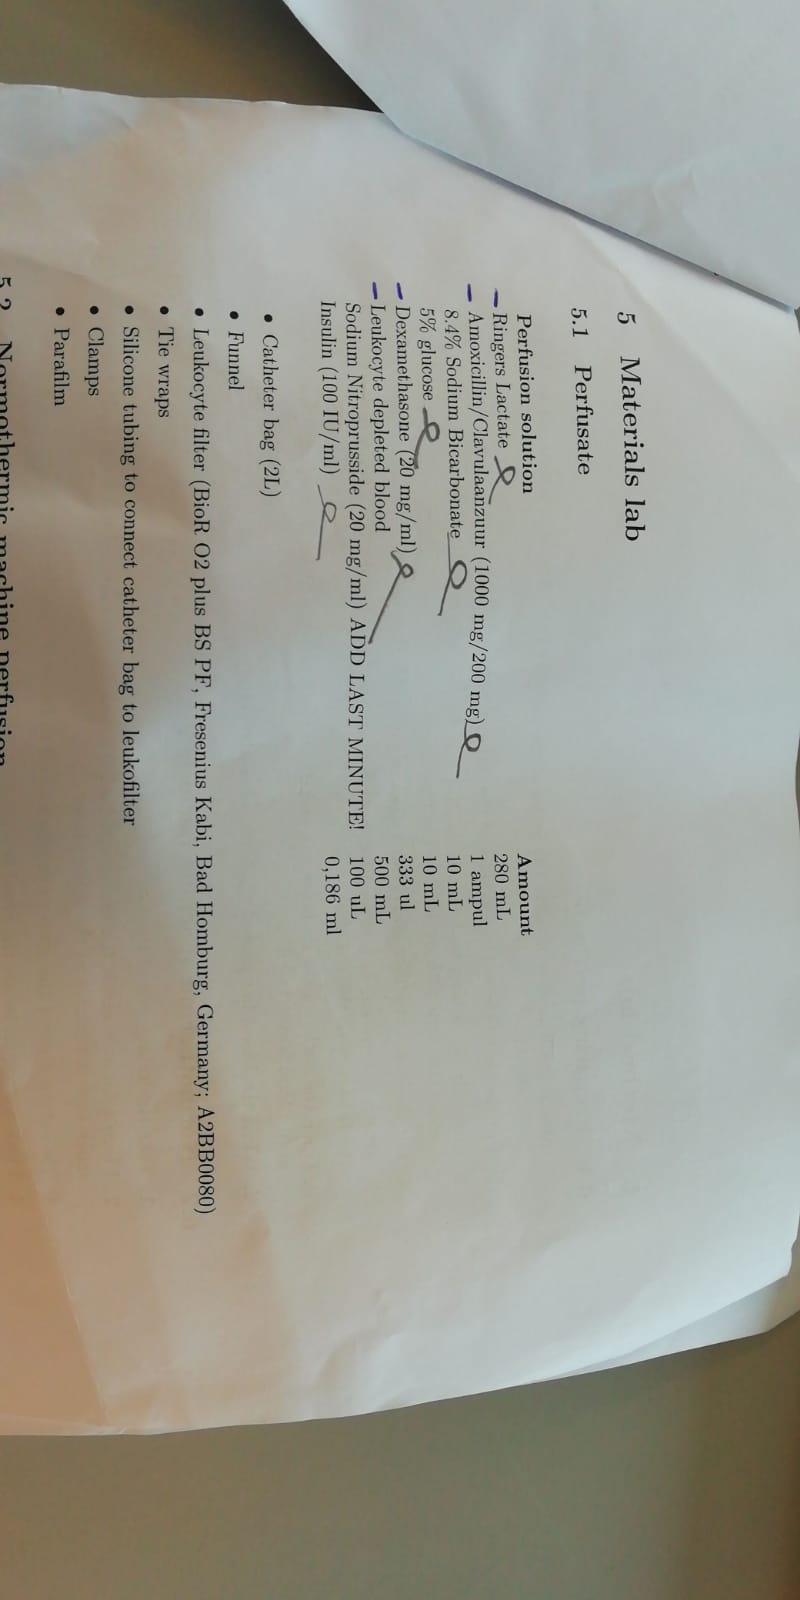 5 Materials lab
5.1 Perfusate
Perfusion solution Amount
Ringers Lactate 280 mL
Amoxicillin/Clavulaanzuur (1000 mg/200 mg) 1 ampul
8.4% Sodium Bicarbonate 10 mL
5% glucose 10 mL
Dexamethasone (20 mg/ml) 333 ul
Leukocyte depleted blood 500 mL
Sodium Nitroprusside (20 mg/ml) ADD LAST MINUTE! 100 uL
Insulin (100 IU/ml) 0,186 ml
• Catheter bag (2L)
• Funnel
• Leukocyte filter (BioR O2 plus BS PF, Fresenius Kabi, Bad Homburg, Germany; A2BB0080)
• Tie wraps
• Silicone tubing to connect catheter bag to leukofilter
• Clamps
• Parafilm
5.2 Normothermic machine perfusion